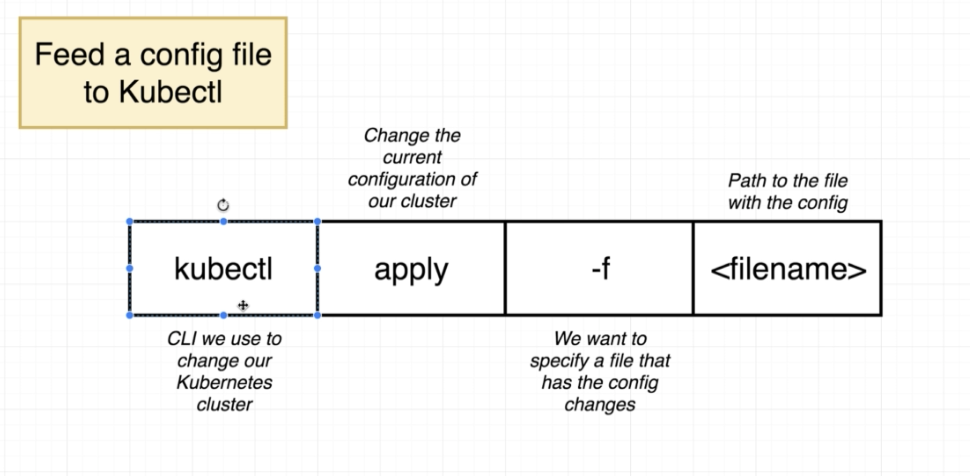 Feed a config file
to Kubectl
Change the
current
configuration of
our cluster
Path to the file
with the config
kubectl
apply
-f
<filename>
CLI we use to
change our
Kubernetes
cluster
We want to
specify a file that
has the config
changes